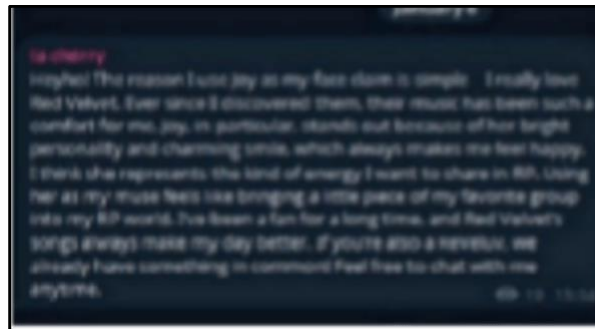 January 6
la cherry
Heyho! The reason I use Joy as my face claim is simple I really love
Red Velvet. Ever since I discovered them, their music has been such a
comfort for me. Joy, in particular, stands out because of her bright
personality and charming smile, which always makes me feel happy.
I think she represents the kind of energy I want to share in RP. Using
her as my muse feels like bringing a little piece of my favorite group
into my RP world. I've been a fan for a long time, and Red Velvet's
songs always make my day better. If you're also a reveluv, we
already have something in common! Feel free to chat with me
anytime.